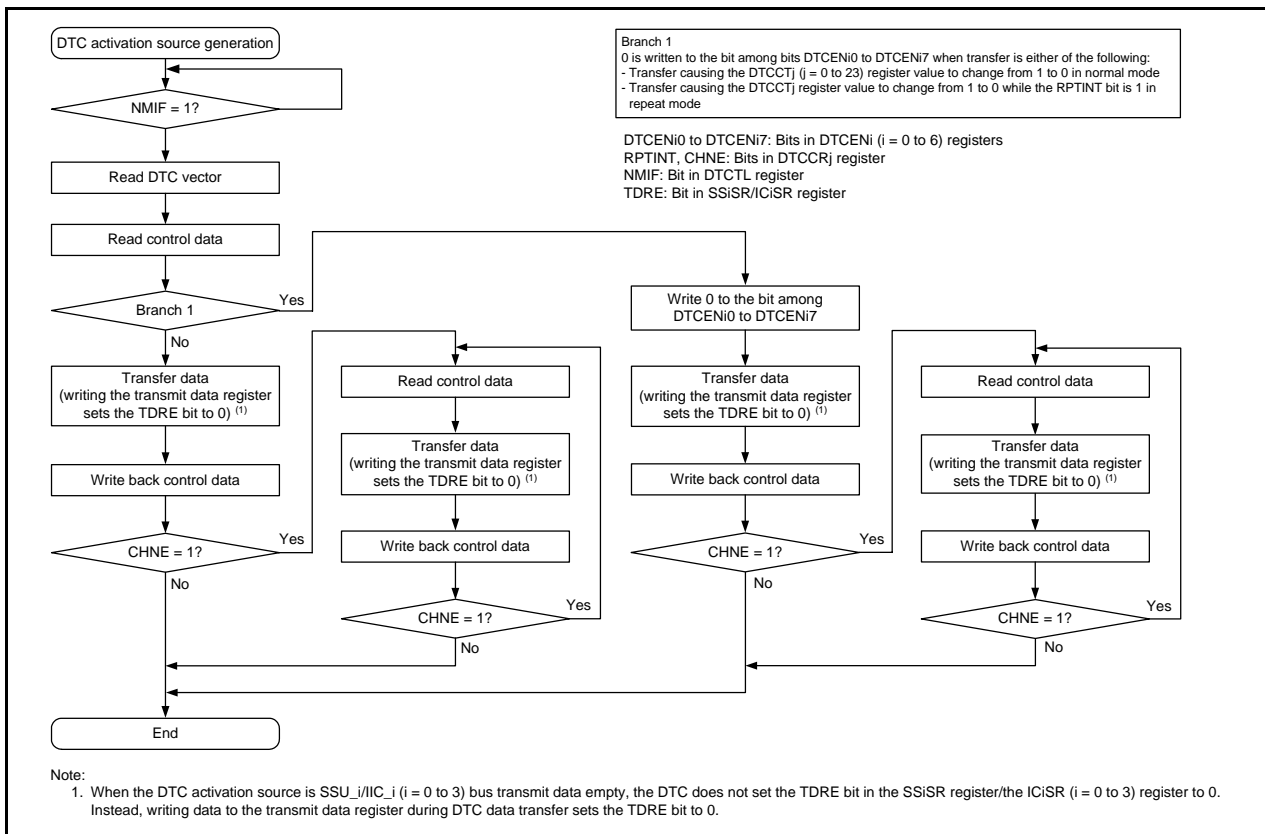 DTC activation source generation
NMIF = 1?
Read DTC vector
Read control data
Branch 1
Yes
No
Transfer data
(writing the transmit data register
sets the TDRE bit to 0) (1)
Write back control data
CHNE = 1?
Yes
No
Read control data
Transfer data
(writing the transmit data register
sets the TDRE bit to 0) (1)
Write back control data
CHNE = 1?
Yes
No
Branch 1
0 is written to the bit among bits DTCENi0 to DTCENi7 when transfer is either of the following:
- Transfer causing the DTCCTj (j = 0 to 23) register value to change from 1 to 0 in normal mode
- Transfer causing the DTCCTj register value to change from 1 to 0 while the RPTINT bit is 1 in
repeat mode
DTCENi0 to DTCENi7: Bits in DTCENi (i = 0 to 6) registers
RPTINT, CHNE: Bits in DTCCRj register
NMIF: Bit in DTCTL register
TDRE: Bit in SSiSR/ICiSR register
Write 0 to the bit among
DTCENi0 to DTCENi7
Transfer data
(writing the transmit data register
sets the TDRE bit to 0) (1)
Write back control data
CHNE = 1?
Yes
No
Read control data
Transfer data
(writing the transmit data register
sets the TDRE bit to 0) (1)
Write back control data
CHNE = 1?
Yes
No
End
Note:
1. When the DTC activation source is SSU_i/IIC_i (i = 0 to 3) bus transmit data empty, the DTC does not set the TDRE bit in the SSiSR register/the ICiSR (i = 0 to 3) register to 0.
Instead, writing data to the transmit data register during DTC data transfer sets the TDRE bit to 0.